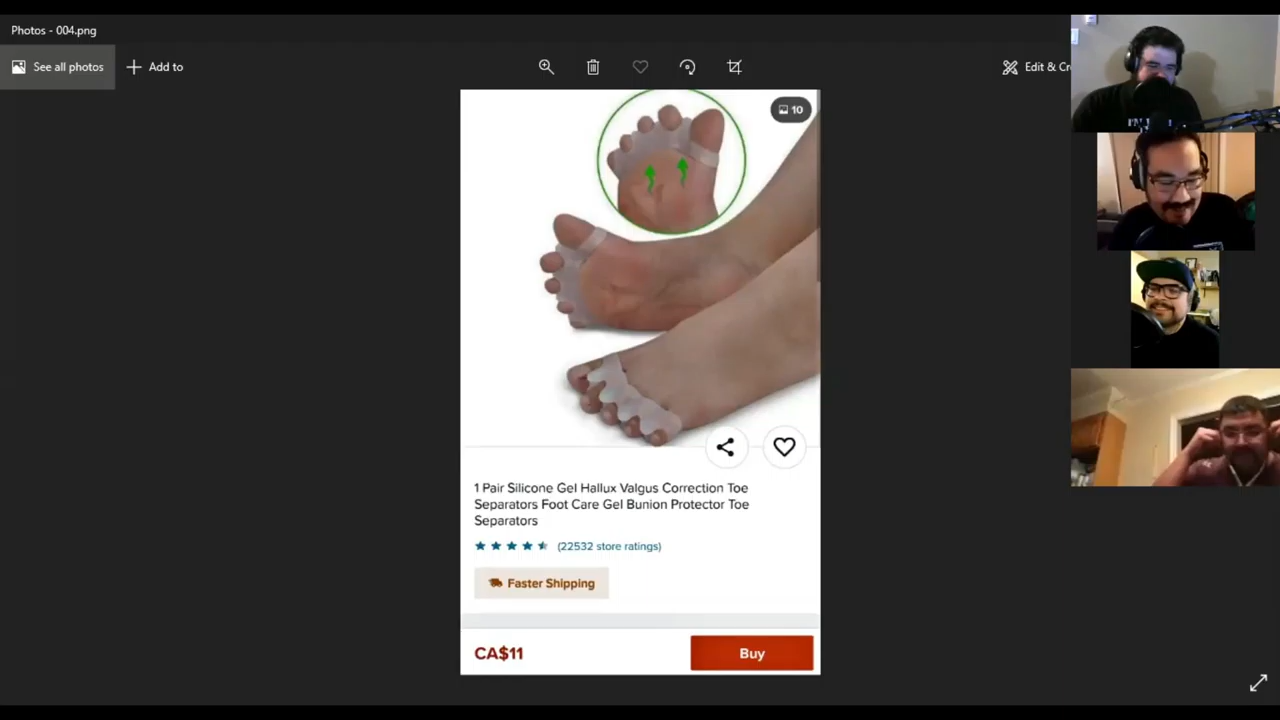 Photos - 004.png
See all photos
Add to
Edit & Cr
10
1 Pair Silicone Gel Hallux Valgus Correction Toe
Separators Foot Care Gel Bunion Protector Toe
Separators
(22532 store ratings)
Faster Shipping
CA$11
Buy